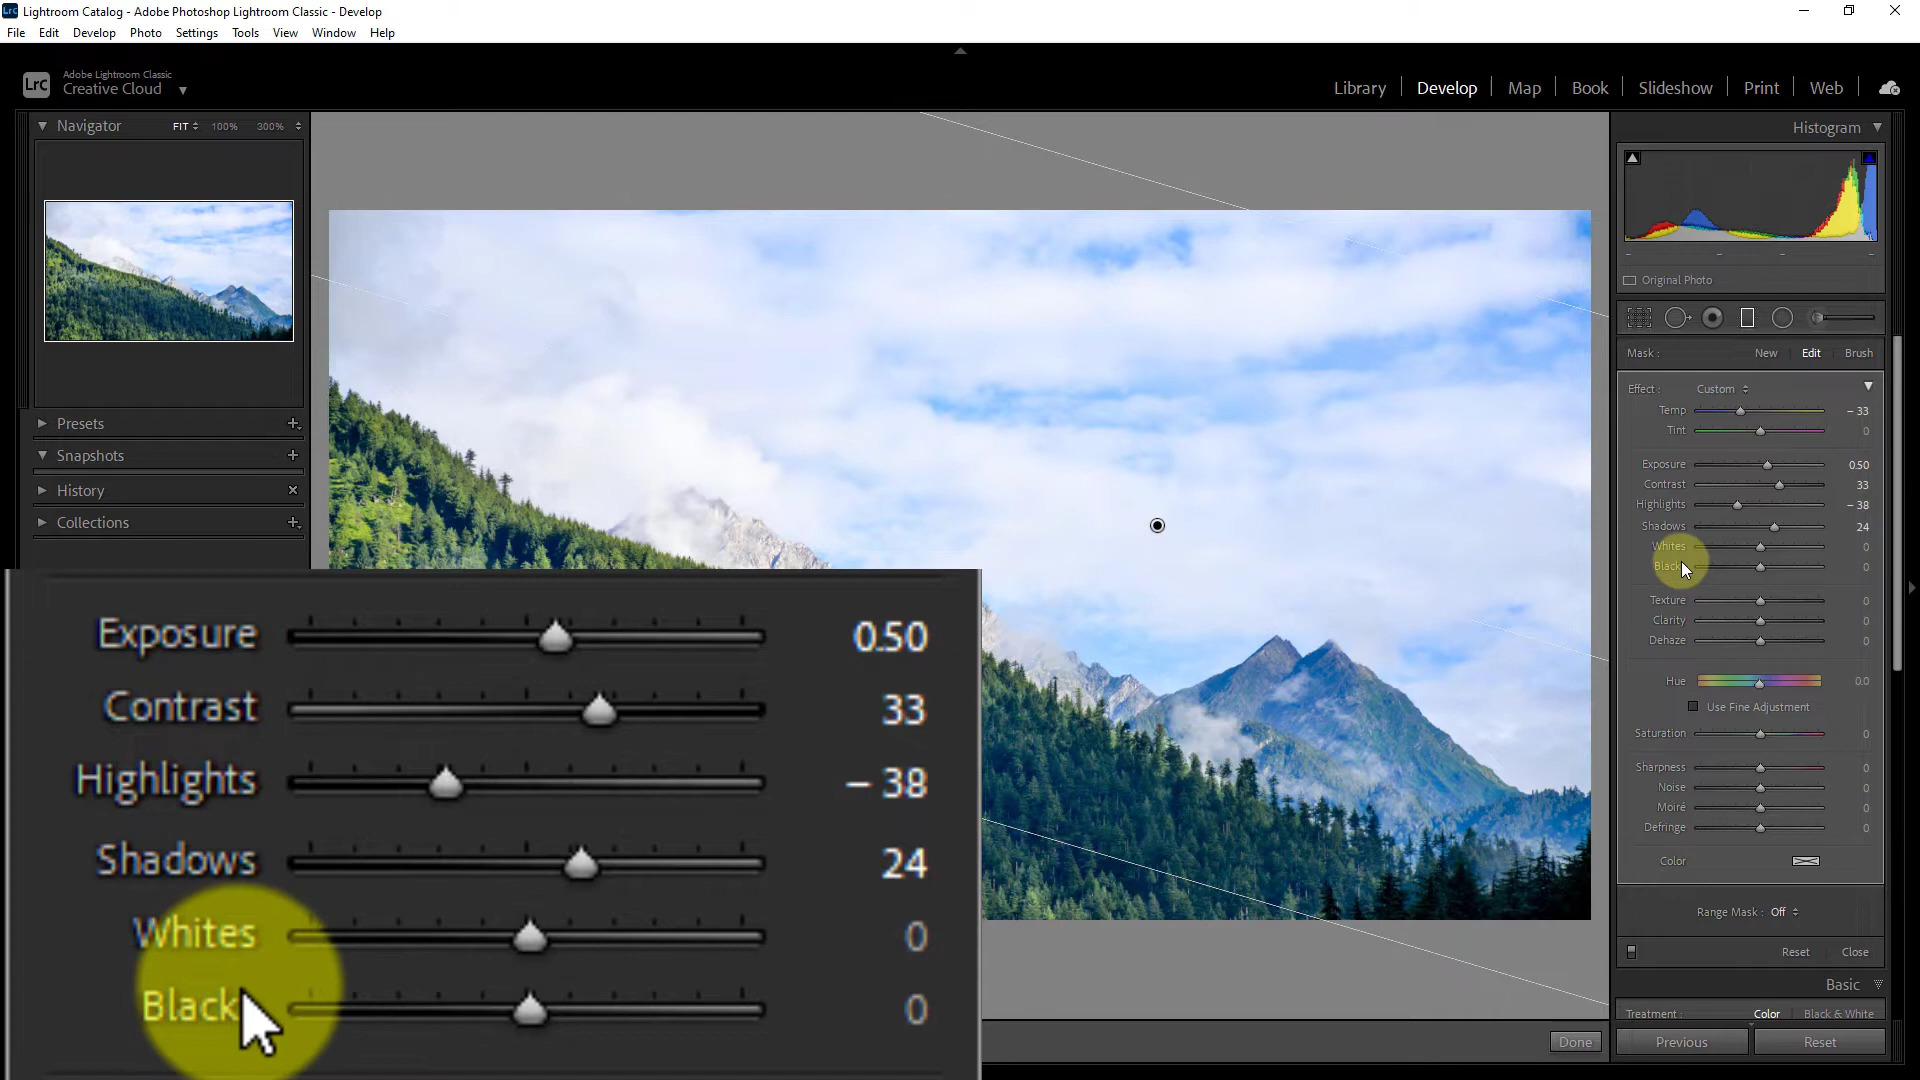 Lightroom Catalog - Adobe Photoshop Lightroom Classic - Develop
File Edit Develop Photo Settings Tools View Window Help
LrC
Adobe Lightroom Classic
Creative Cloud
Library Develop Map Book Slideshow Print Web
Navigator FIT 100% 300%
Presets
Snapshots
History
Collections
Histogram
Original Photo
Mask : New Edit Brush
Effect : Custom
Temp – 33
Tint 0
Exposure 0.50
Contrast 33
Highlights – 38
Shadows 24
Whites 0
Black 0
Texture 0
Clarity 0
Dehaze 0
Hue 0.0
Use Fine Adjustment
Saturation 0
Sharpness 0
Noise 0
Moiré 0
Defringe 0
Color
Range Mask : Off
Reset Close
Basic
Treatment : Color Black & White
Previous Reset
Done
Exposure 0.50
Contrast 33
Highlights – 38
Shadows 24
Whites 0
Black 0